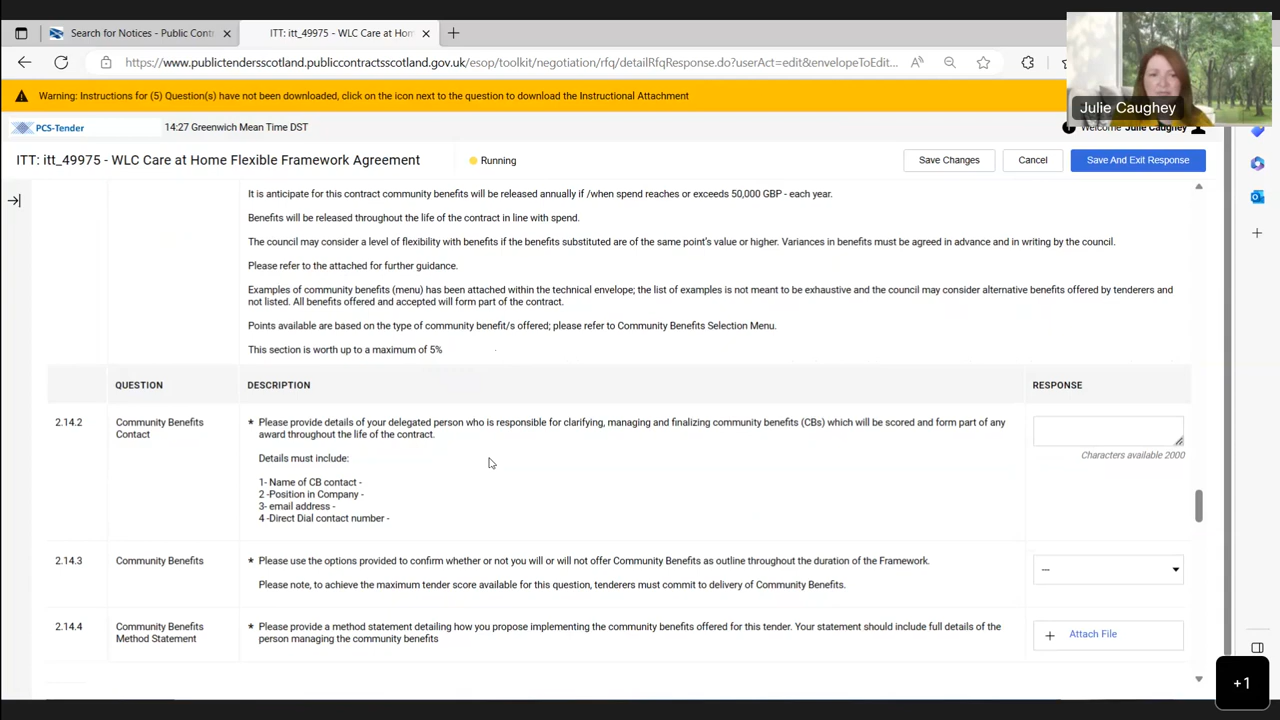 Search for Notices - Public Contr
ITT: itt_49975 - WLC Care at Hom
https://www.publictendersscotland.publiccontractsscotland.gov.uk/esop/toolkit/negotiation/rfq/detailRfqResponse.do?userAct=edit&envelopeToEdit...
Julie Caughey
Warning: Instructions for (5) Question(s) have not been downloaded, click on the icon next to the question to download the Instructional Attachment
PCS-Tender
14:27 Greenwich Mean Time DST
Welcome Julie Caughey
ITT: itt_49975 - WLC Care at Home Flexible Framework Agreement
Running
Save Changes
Cancel
Save And Exit Response
It is anticipate for this contract community benefits will be released annually if /when spend reaches or exceeds 50,000 GBP - each year.
Benefits will be released throughout the life of the contract in line with spend.
The council may consider a level of flexibility with benefits if the benefits substituted are of the same point's value or higher. Variances in benefits must be agreed in advance and in writing by the council.
Please refer to the attached for further guidance.
Examples of community benefits (menu) has been attached within the technical envelope; the list of examples is not meant to be exhaustive and the council may consider alternative benefits offered by tenderers and
not listed. All benefits offered and accepted will form part of the contract.
Points available are based on the type of community benefit/s offered; please refer to Community Benefits Selection Menu.
This section is worth up to a maximum of 5%
QUESTION
DESCRIPTION
RESPONSE
2.14.2
Community Benefits
Contact
* Please provide details of your delegated person who is responsible for clarifying, managing and finalizing community benefits (CBs) which will be scored and form part of any
award throughout the life of the contract.
Details must include:
1- Name of CB contact -
2 -Position in Company -
3- email address -
4 -Direct Dial contact number -
Characters available 2000
2.14.3
Community Benefits
* Please use the options provided to confirm whether or not you will or will not offer Community Benefits as outline throughout the duration of the Framework.
Please note, to achieve the maximum tender score available for this question, tenderers must commit to delivery of Community Benefits.
---
2.14.4
Community Benefits
Method Statement
* Please provide a method statement detailing how you propose implementing the community benefits offered for this tender. Your statement should include full details of the
person managing the community benefits
+ Attach File
+1